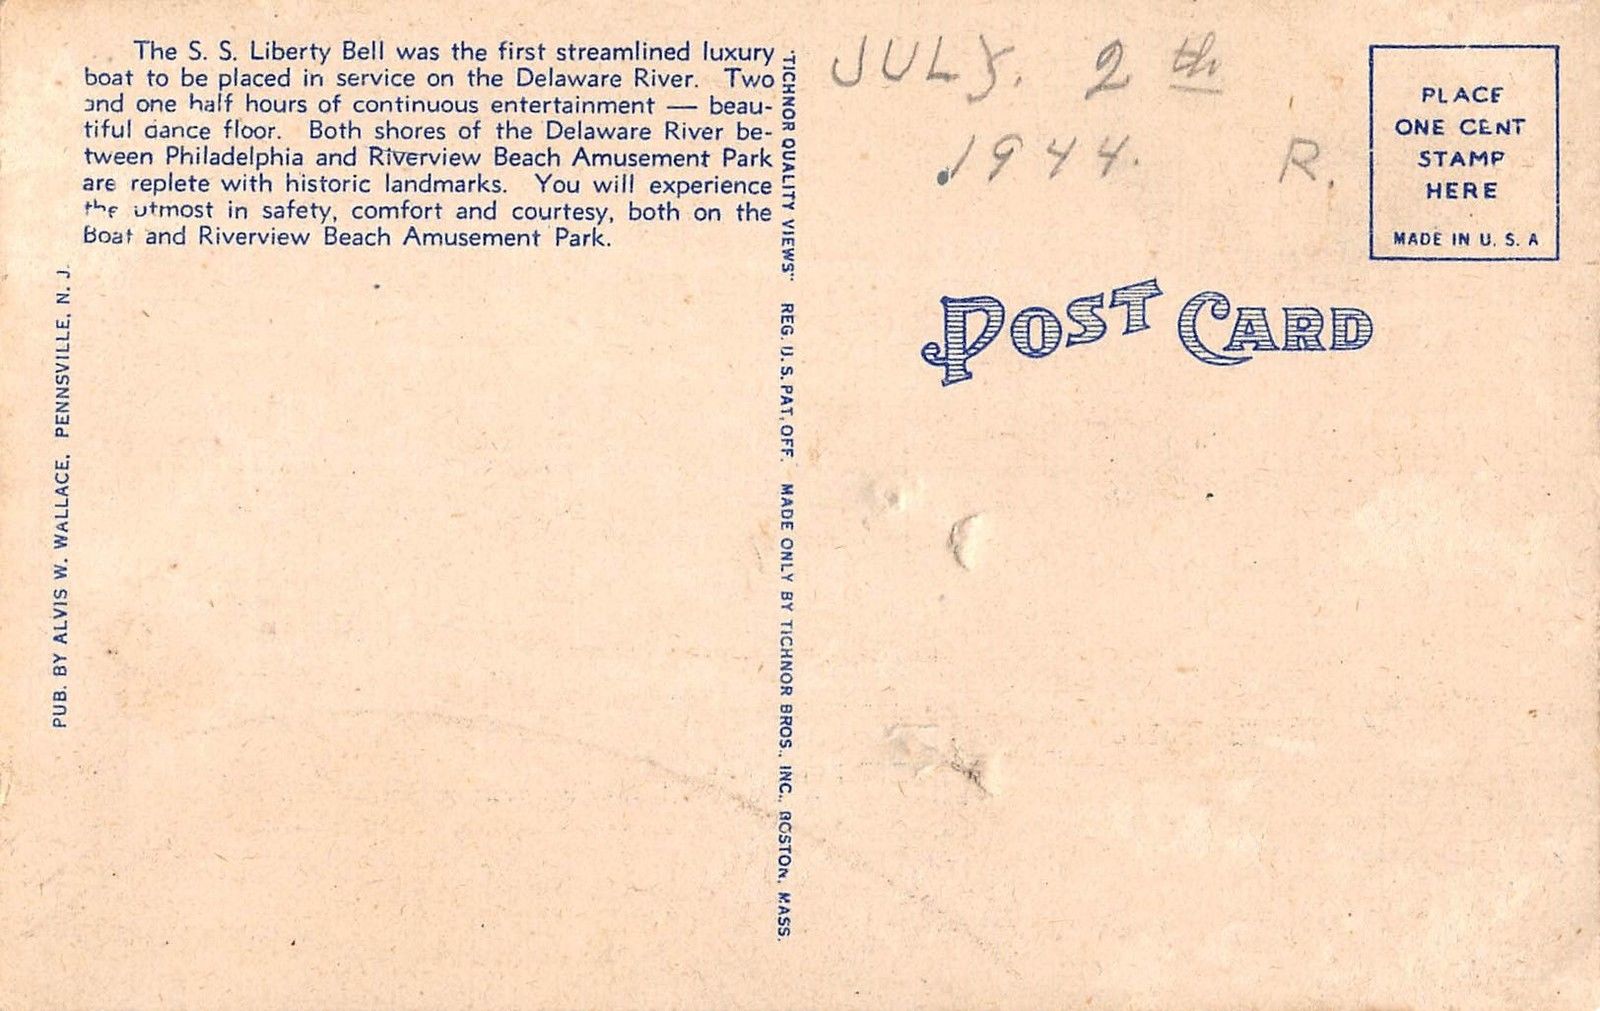 The S. S. Liberty Bell was the first streamlined luxury
boat to be placed in service on the Delaware River. Two
and one half hours of continuous entertainment — beau-
tiful dance floor. Both shores of the Delaware River be-
tween Philadelphia and Riverview Beach Amusement Park
are replete with historic landmarks. You will experience
the utmost in safety, comfort and courtesy, both on the
Boat and Riverview Beach Amusement Park.
PUB. BY ALVIS W. WALLACE, PENNSVILLE, N. J.
"TICHNOR QUALITY VIEWS" REG. U. S. PAT. OFF. MADE ONLY BY TICHNOR BROS., INC., BOSTON, MASS.
JULY. 2th
1944. R.
PLACE
ONE CENT
STAMP
HERE
MADE IN U. S. A
POST CARD